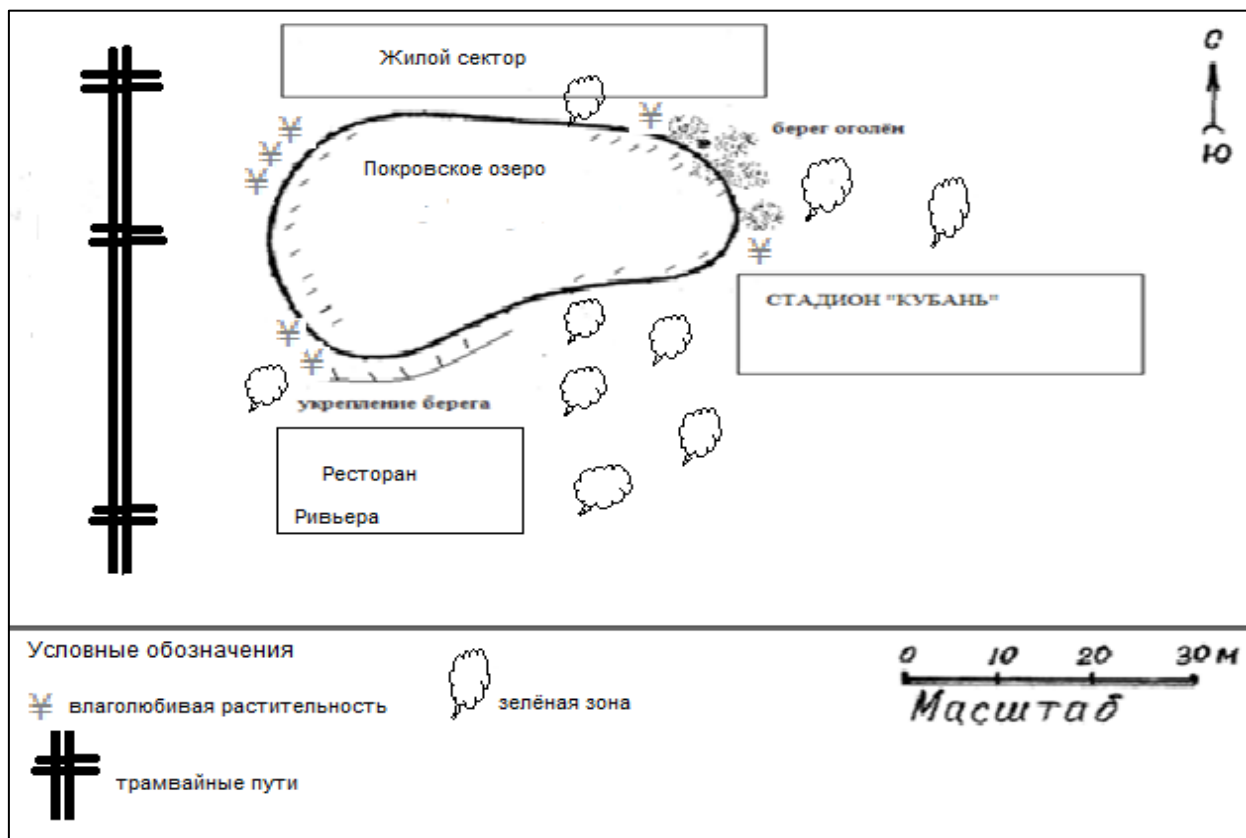 Жилой сектор
С
Ю
берег оголён
Покровское озеро
СТАДИОН "КУБАНЬ"
укрепление берега
Ресторан
Ривьера
Условные обозначения
влаголюбивая растительность
зелёная зона
трамвайные пути
0 10 20 30 м
Масштаб